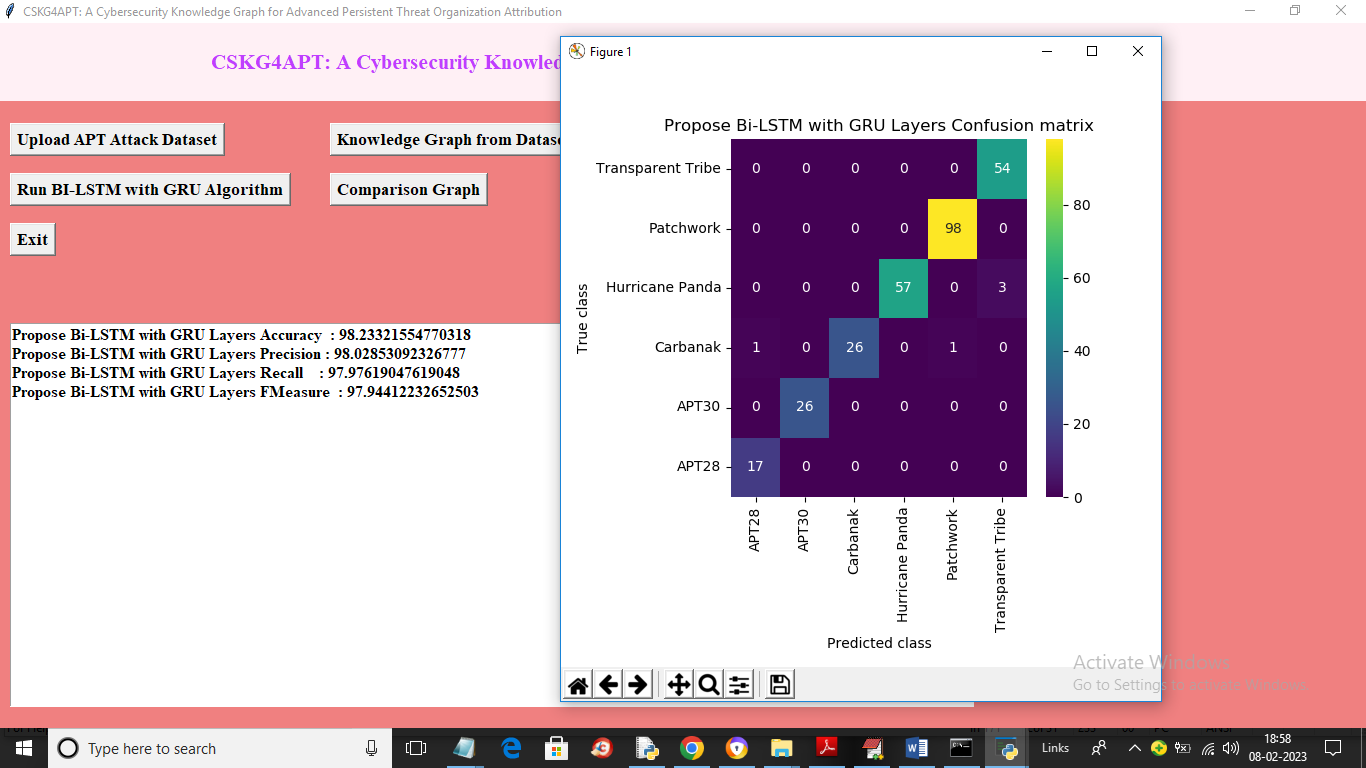 CSKG4APT: A Cybersecurity Knowledge Graph for Advanced Persistent Threat Organization Attribution
CSKG4APT: A Cybersecurity
Figure 1
Upload APT Attack Dataset
Knowledge Graph from
Run BI-LSTM with GRU Algorithm
Comparison Graph
Exit
Propose Bi-LSTM with GRU Layers Accuracy : 98.23321554770318
Propose Bi-LSTM with GRU Layers Precision : 98.02853092326777
Propose Bi-LSTM with GRU Layers Recall : 97.97619047619048
Propose Bi-LSTM with GRU Layers FMeasure : 97.94412232652503
Propose Bi-LSTM with GRU Layers Confusion matrix
True class
Transparent Tribe 0 0 0 0 0 54
Patchwork 0 0 0 0 98 0
Hurricane Panda 0 0 0 57 0 3
Carbanak 1 0 26 0 1 0
APT30 0 26 0 0 0 0
APT28 17 0 0 0 0 0
APT28 APT30 Carbanak Hurricane Panda Patchwork Transparent Tribe
Predicted class
80
60
40
20
0
Activate Windows
Go to Settings to activate Windows.
Type here to search
Links
18:58
08-02-2023